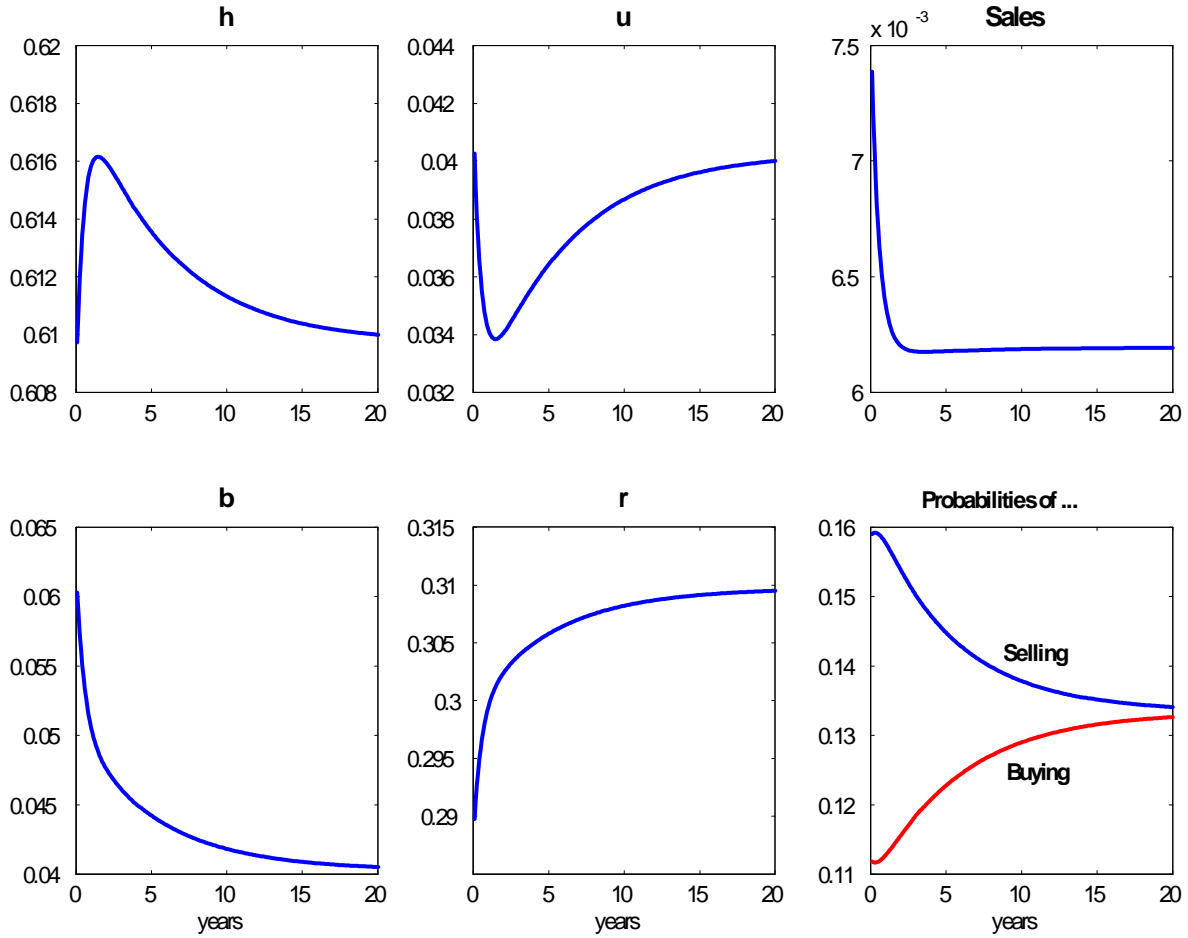 h
0.62
0.618
0.616
0.614
0.612
0.61
0.608
0 5 10 15 20
u
0.044
0.042
0.04
0.038
0.036
0.034
0.032
0 5 10 15 20
Sales
x 10 -3
7.5
7
6.5
6
0 5 10 15 20
b
0.065
0.06
0.055
0.05
0.045
0.04
0 5 10 15 20
years
r
0.315
0.31
0.305
0.3
0.295
0.29
0 5 10 15 20
years
Probabilities of ...
0.16
0.15
0.14
0.13
0.12
0.11
Selling
Buying
0 5 10 15 20
years